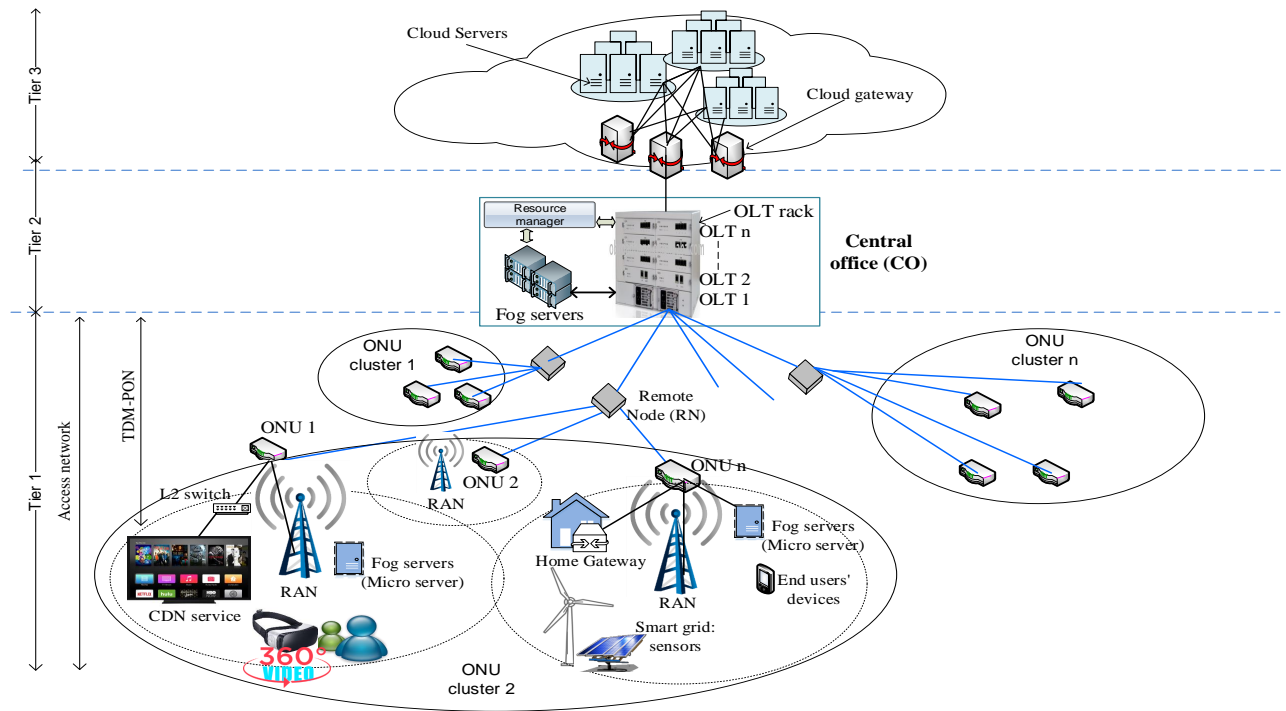 Tier 3
Cloud Servers
Cloud gateway
Tier 2
Resource
manager
OLT rack
OLT n
OLT 2
OLT 1
Fog servers
Central
office (CO)
Tier 1
Access network
TDM-PON
ONU
cluster 1
ONU
cluster n
Remote
Node (RN)
ONU 1
ONU 2
ONU n
RAN
L2 switch
Fog servers
(Micro server)
RAN
CDN service
NETFLIX
hulu
Home Gateway
RAN
Fog servers
(Micro server)
End users'
devices
Smart grid:
sensors
360°
VIDEO
ONU
cluster 2